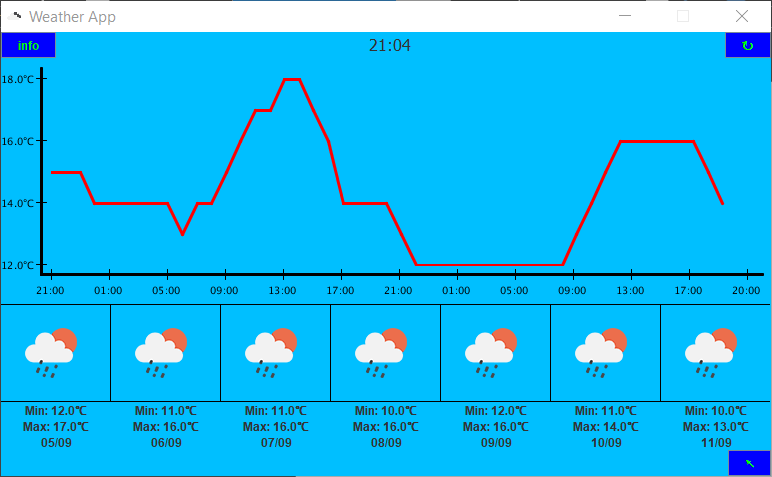 Weather App
info
21:04
↻
18.0°C
16.0°C
14.0°C
12.0°C
21:00 01:00 05:00 09:00 13:00 17:00 21:00 01:00 05:00 09:00 13:00 17:00 20:00
Min: 12.0℃ Min: 11.0℃ Min: 11.0℃ Min: 10.0℃ Min: 12.0℃ Min: 11.0℃ Min: 10.0℃
Max: 17.0℃ Max: 16.0℃ Max: 16.0℃ Max: 16.0℃ Max: 16.0℃ Max: 14.0℃ Max: 13.0℃
05/09 06/09 07/09 08/09 09/09 10/09 11/09
↖